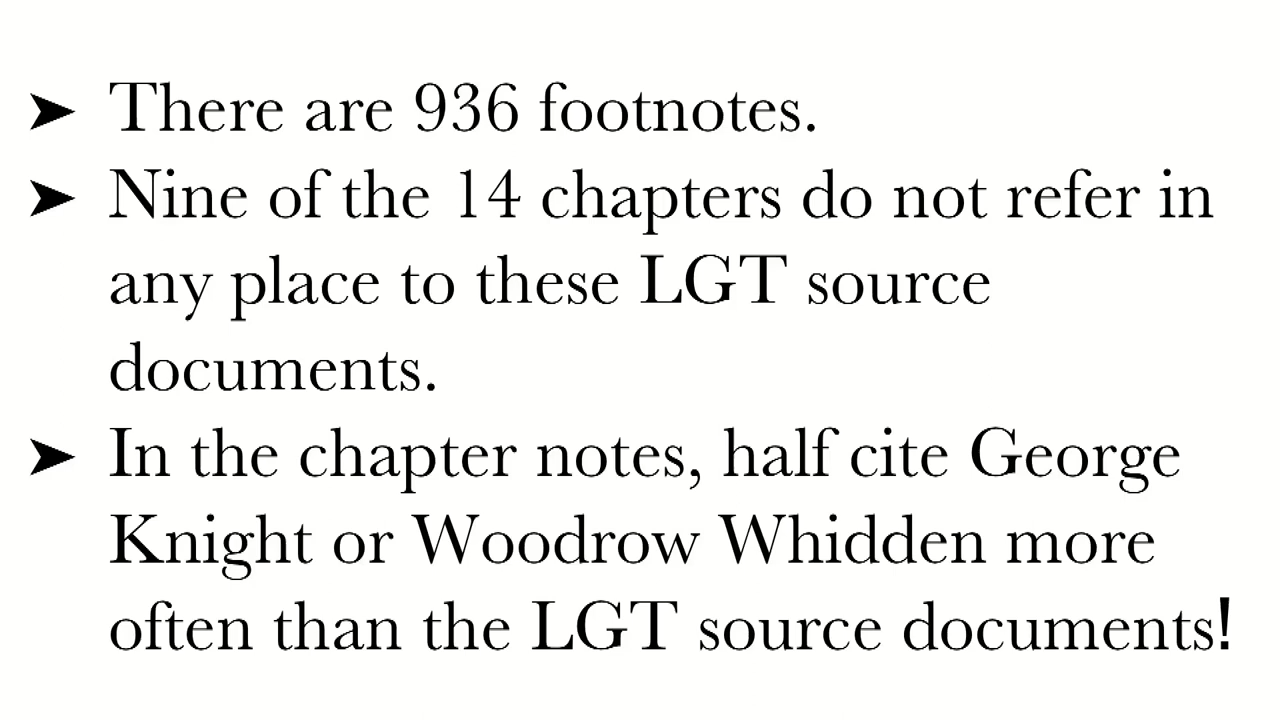 ➤ There are 936 footnotes.
➤ Nine of the 14 chapters do not refer in
any place to these LGT source
documents.
➤ In the chapter notes, half cite George
Knight or Woodrow Whidden more
often than the LGT source documents!